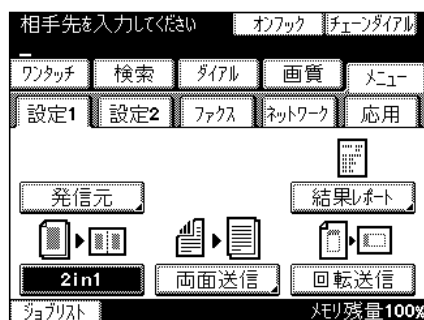 相手先を入力してください オンフック チェーンダイアル
ワンタッチ 検索 ダイアル 画質 メニュー
設定1 設定2 ファクス ネットワーク 応用
発信元 結果レポート
2in1 両面送信 回転送信
ジョブリスト メモリ残量100%